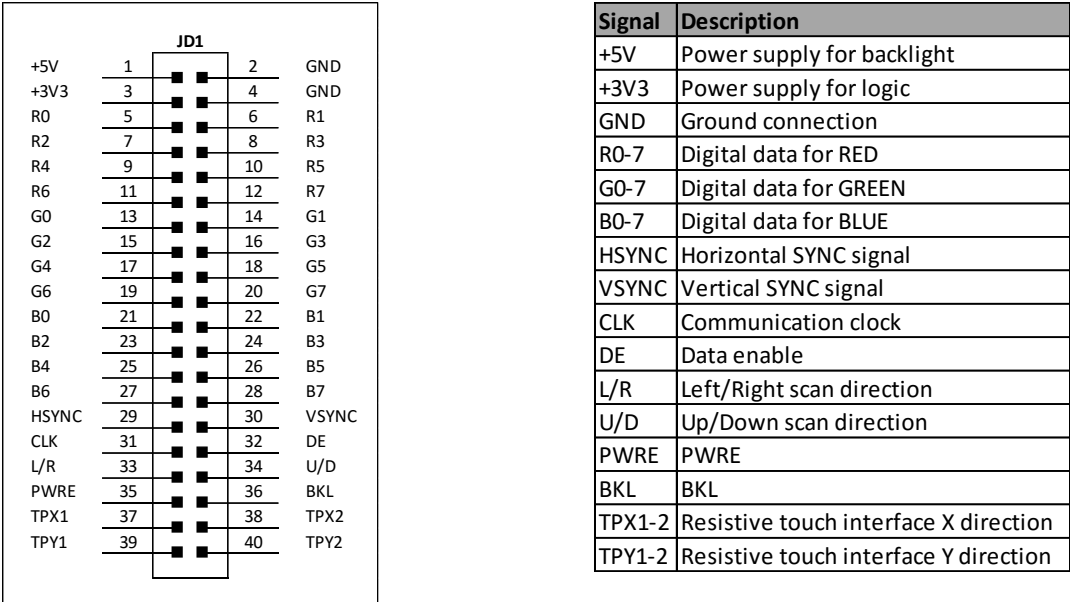 JD1
+5V 1 2 GND
+3V3 3 4 GND
R0 5 6 R1
R2 7 8 R3
R4 9 10 R5
R6 11 12 R7
G0 13 14 G1
G2 15 16 G3
G4 17 18 G5
G6 19 20 G7
B0 21 22 B1
B2 23 24 B3
B4 25 26 B5
B6 27 28 B7
HSYNC 29 30 VSYNC
CLK 31 32 DE
L/R 33 34 U/D
PWRE 35 36 BKL
TPX1 37 38 TPX2
TPY1 39 40 TPY2
Signal Description
+5V Power supply for backlight
+3V3 Power supply for logic
GND Ground connection
R0-7 Digital data for RED
G0-7 Digital data for GREEN
B0-7 Digital data for BLUE
HSYNC Horizontal SYNC signal
VSYNC Vertical SYNC signal
CLK Communication clock
DE Data enable
L/R Left/Right scan direction
U/D Up/Down scan direction
PWRE PWRE
BKL BKL
TPX1-2 Resistive touch interface X direction
TPY1-2 Resistive touch interface Y direction